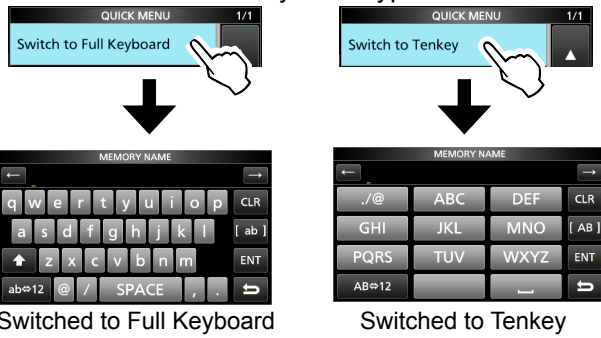 QUICK MENU 1/1
Switch to Full Keyboard
MEMORY NAME
← →
q w e r t y u i o p CLR
a s d f g h j k l [ ab ]
z x c v b n m ENT
ab⇔12 @ / SPACE , .
Switched to Full Keyboard
QUICK MENU 1/1
Switch to Tenkey
MEMORY NAME
← →
./@ ABC DEF CLR
GHI JKL MNO [ AB ]
PQRS TUV WXYZ ENT
AB⇔12
Switched to Tenkey